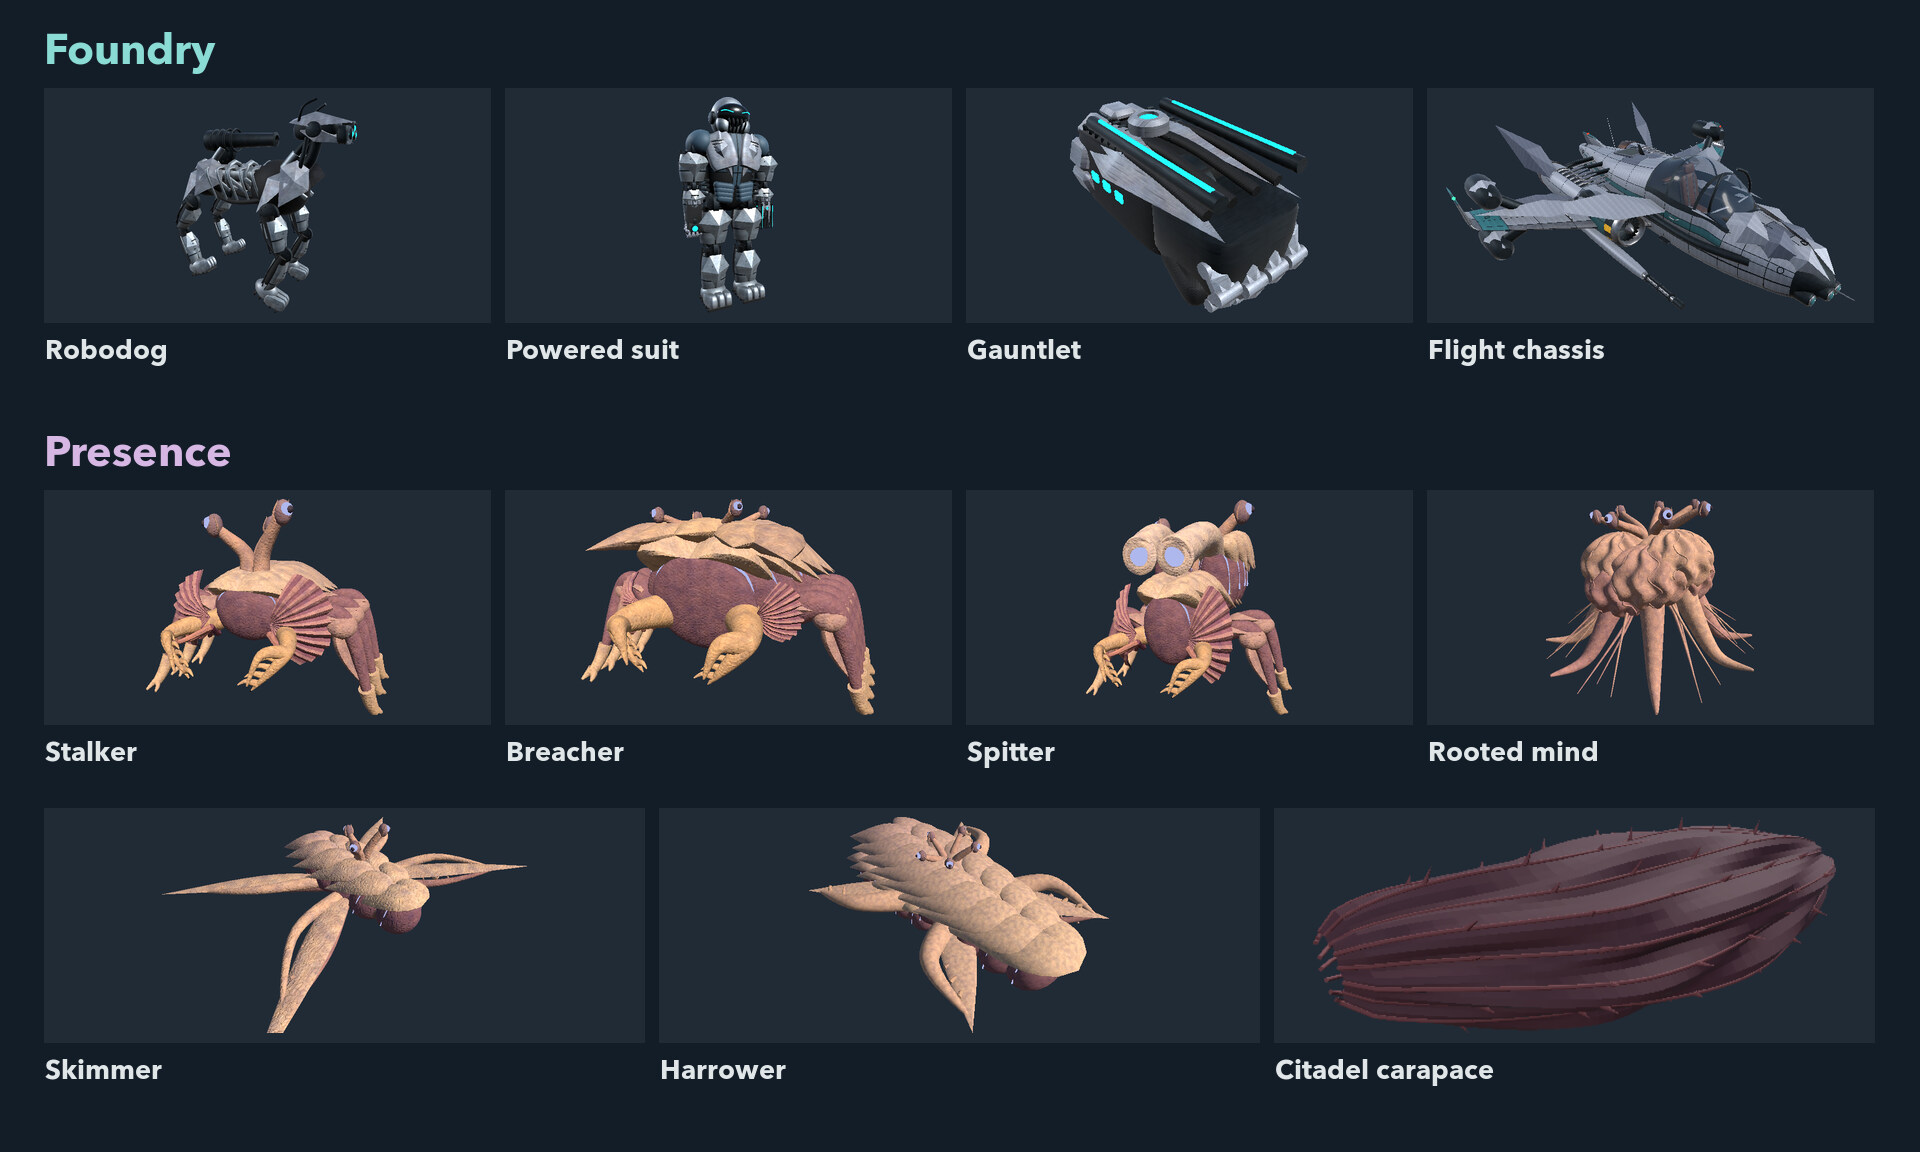 Foundry
Robodog
Powered suit
Gauntlet
Flight chassis
Presence
Stalker
Breacher
Spitter
Rooted mind
Skimmer
Harrower
Citadel carapace